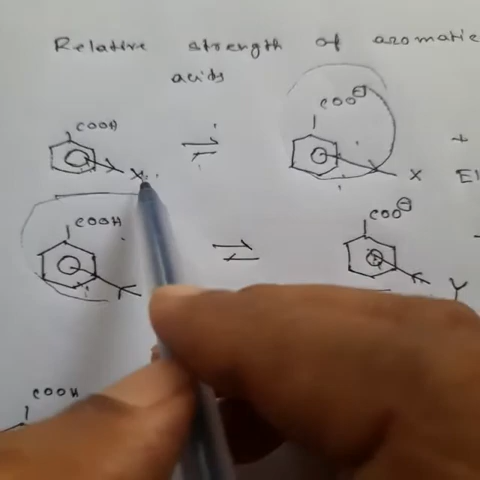 Relative strength of aromatic
acids
COOH
COO⊖
X
X
+
El
COOH
COO⊖
Y
COOH